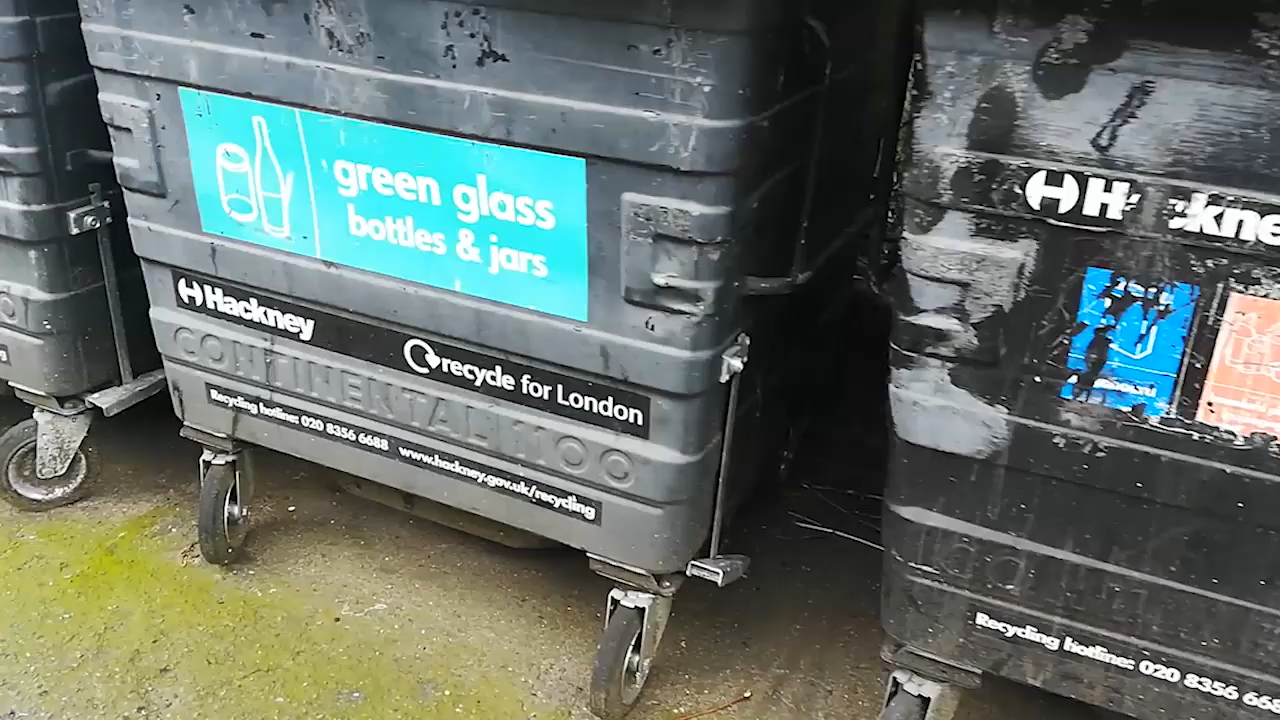 green glass
bottles & jars
Hackney
recycle for London
CONTINENTAL 1100
Recycling hotline: 020 8356 6688 www.hackney.gov.uk/recycling
H kne
Recycling hotline: 020 8356 668